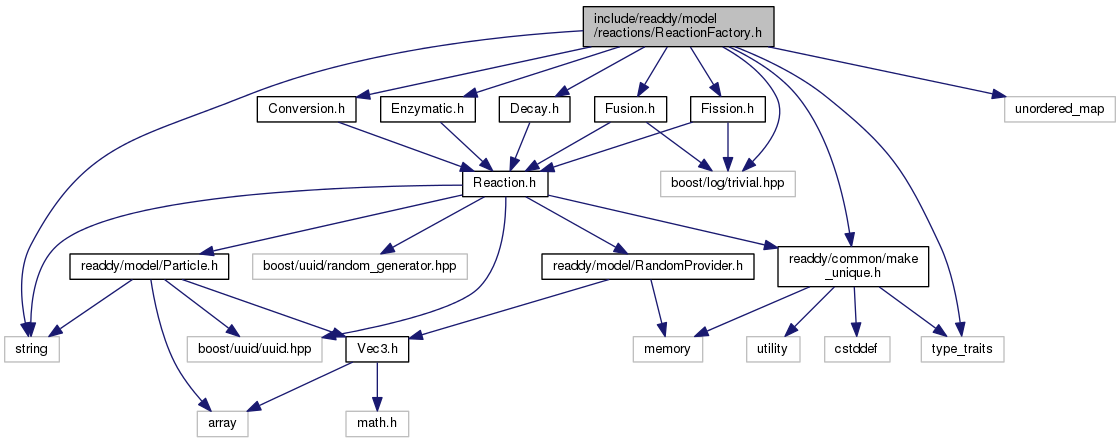 include/readdy/model
/reactions/ReactionFactory.h
Conversion.h
Enzymatic.h
Decay.h
Fusion.h
Fission.h
unordered_map
Reaction.h
boost/log/trivial.hpp
readdy/model/Particle.h
boost/uuid/random_generator.hpp
readdy/model/RandomProvider.h
readdy/common/make
_unique.h
string
boost/uuid/uuid.hpp
Vec3.h
memory
utility
cstddef
type_traits
array
math.h